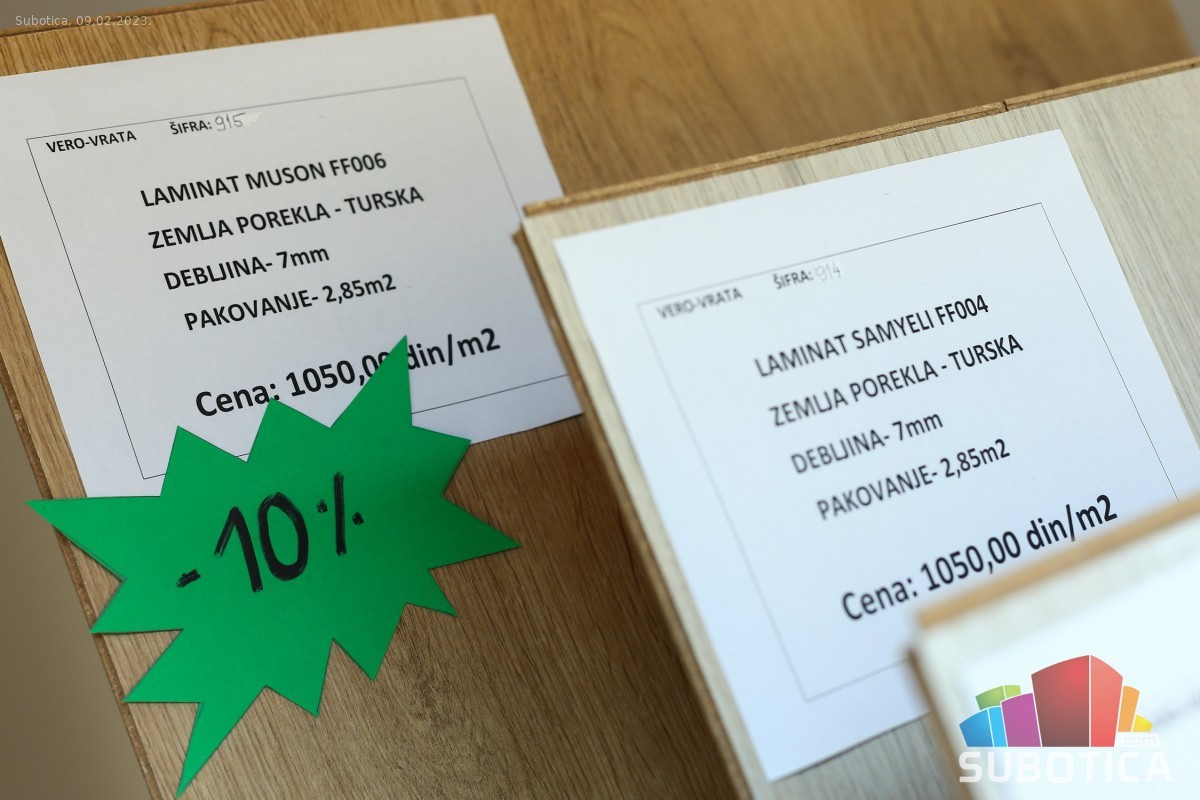 Subotica, 09.02.2023.
VERO-VRATA ŠIFRA: 915
LAMINAT MUSON FF006
ZEMLJA POREKLA - TURSKA
DEBLJINA- 7mm
PAKOVANJE- 2,85m2
Cena: 1050,00 din/m2
- 10%
VERO-VRATA ŠIFRA: 914
LAMINAT SAMYELI FF004
ZEMLJA POREKLA - TURSKA
DEBLJINA- 7mm
PAKOVANJE- 2,85m2
Cena: 1050,00 din/m2
.com
SUBOTICA